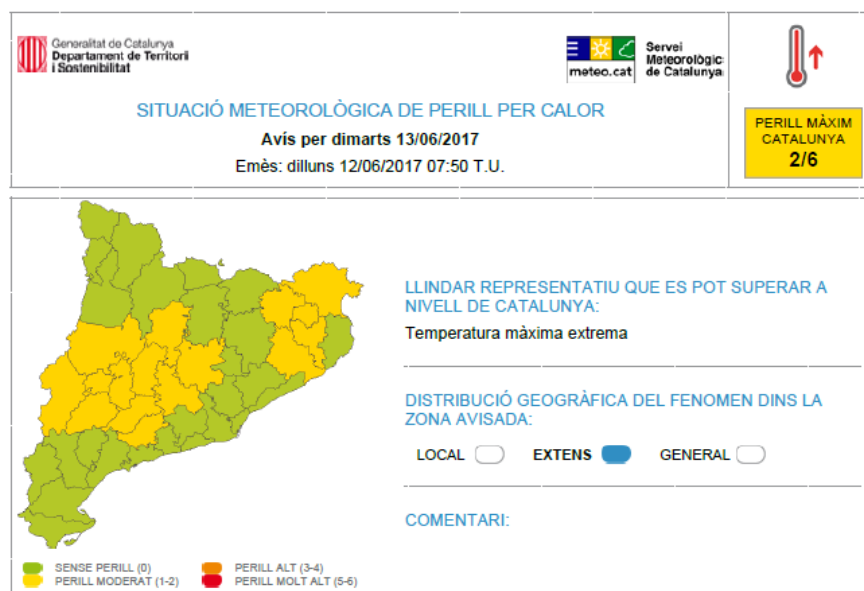 Generalitat de Catalunya
Departament de Territori
i Sostenibilitat
meteo.cat
Servei
Meteorològic
de Catalunya
SITUACIÓ METEOROLÒGICA DE PERILL PER CALOR
Avís per dimarts 13/06/2017
Emès: dilluns 12/06/2017 07:50 T.U.
PERILL MÀXIM
CATALUNYA
2/6
LLINDAR REPRESENTATIU QUE ES POT SUPERAR A
NIVELL DE CATALUNYA:
Temperatura màxima extrema
DISTRIBUCIÓ GEOGRÀFICA DEL FENOMEN DINS LA
ZONA AVISADA:
LOCAL EXTENS GENERAL
COMENTARI:
SENSE PERILL (0) PERILL ALT (3-4)
PERILL MODERAT (1-2) PERILL MOLT ALT (5-6)